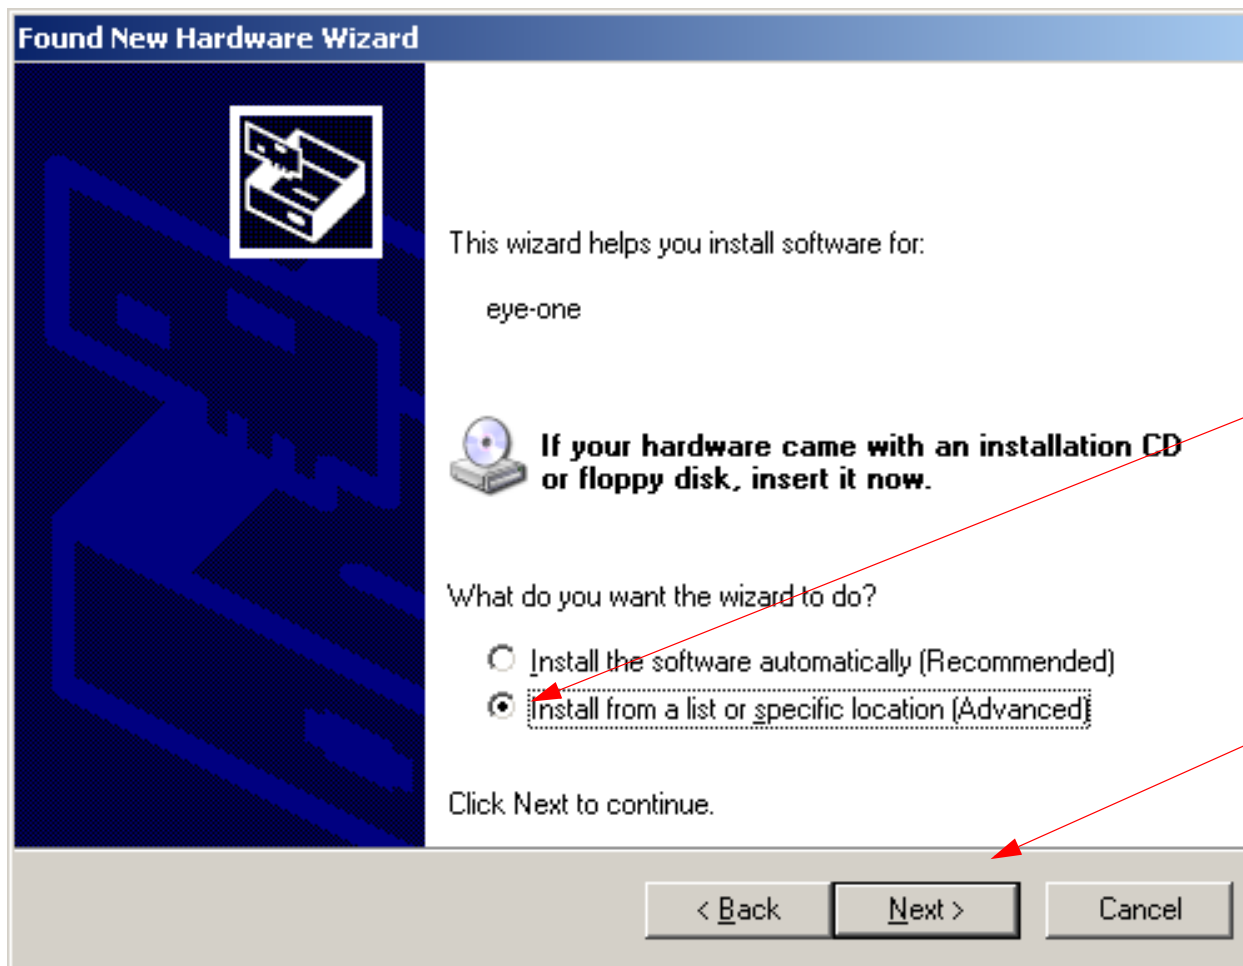 Found New Hardware Wizard
This wizard helps you install software for:
eye-one
If your hardware came with an installation CD
or floppy disk, insert it now.
What do you want the wizard to do?
Install the software automatically (Recommended)
Install from a list or specific location (Advanced)
Click Next to continue.
< Back   Next >   Cancel